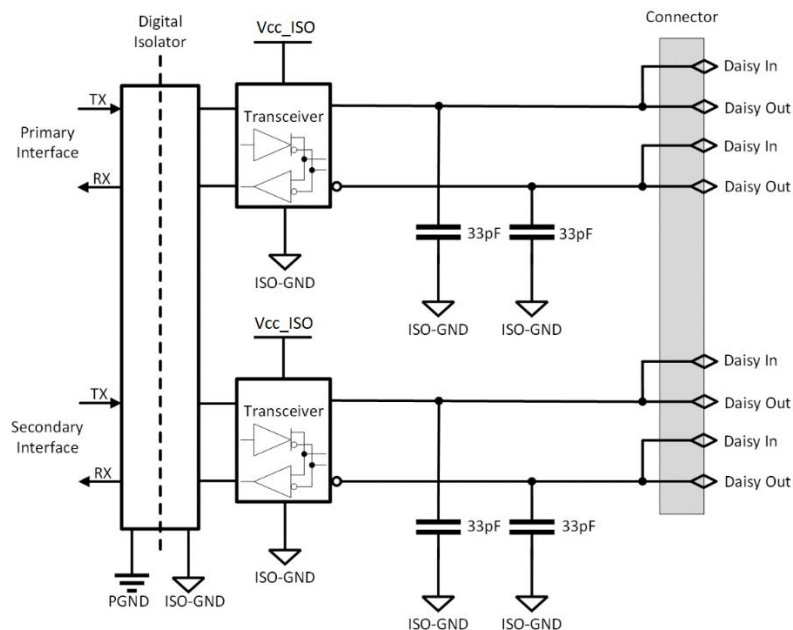 Digital
Isolator
Vcc_ISO
Connector
Daisy In
TX
Transceiver
Daisy Out
Primary
Interface
Daisy In
RX
Daisy Out
33pF
33pF
ISO-GND
ISO-GND
ISO-GND
Vcc_ISO
Daisy In
TX
Transceiver
Daisy Out
Secondary
Interface
Daisy In
RX
Daisy Out
33pF
33pF
ISO-GND
PGND
ISO-GND
ISO-GND
ISO-GND